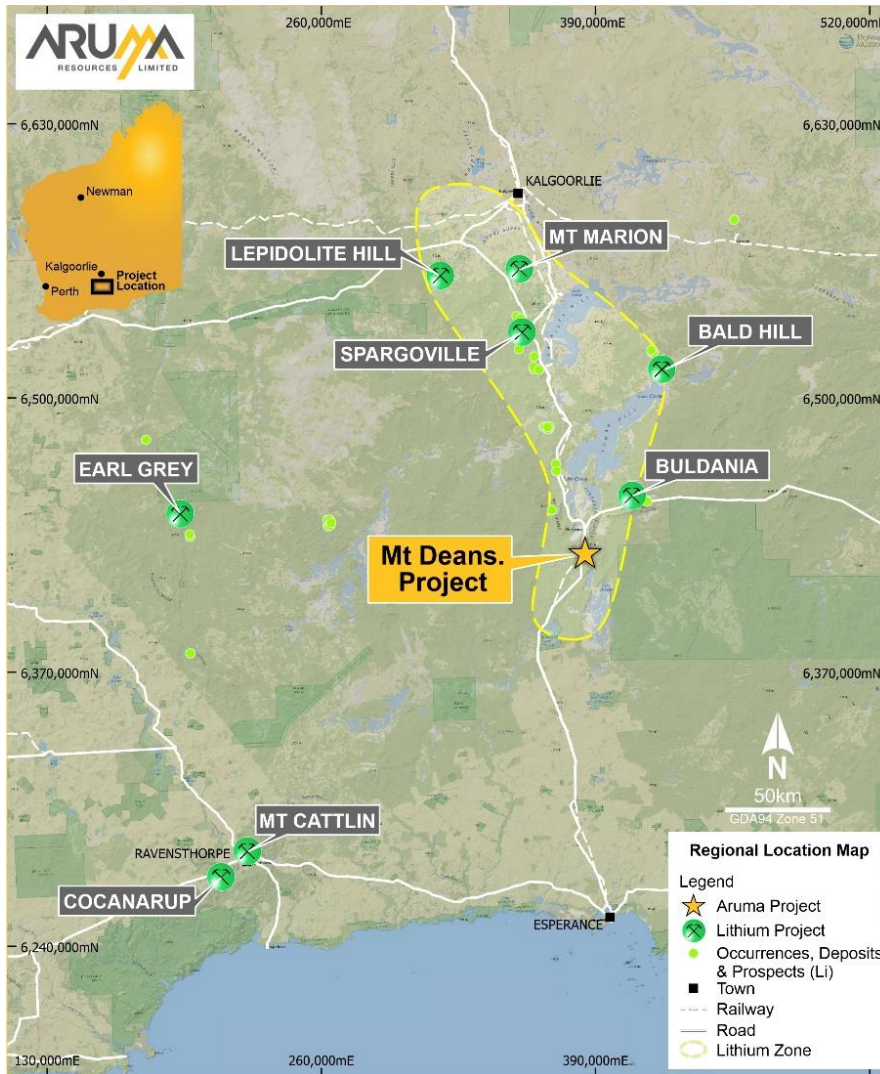 260,000mE
390,000mE
520,000mE
ARUMA
RESOURCES LIMITED
6,630,000mN
6,630,000mN
Newman
Kalgoorlie
Project
Location
Perth
KALGOORLIE
LEPIDOLITE HILL
MT MARION
SPARGOVILLE
BALD HILL
6,500,000mN
6,500,000mN
EARL GREY
BULDANIA
Mt Deans.
Project
6,370,000mN
6,370,000mN
N
50km
GDA94 Zone 51
MT CATTLIN
RAVENSTHORPE
COCANARUP
ESPERANCE
6,240,000mN
Regional Location Map
Legend
Aruma Project
Lithium Project
Occurrences, Deposits
& Prospects (Li)
Town
Railway
Road
Lithium Zone
130,000mE
260,000mE
390,000mE